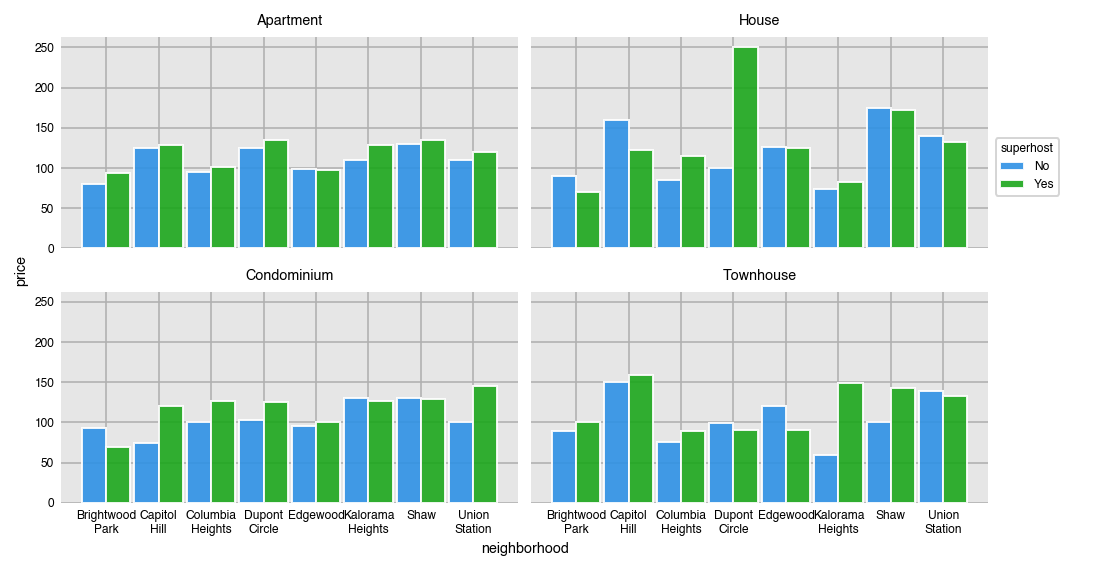 Apartment
House
250
200
150
100
50
0
superhost
No
Yes
price
Condominium
Townhouse
250
200
150
100
50
0
Brightwood Capitol Columbia Dupont Edgewood Kalorama Shaw Union
Park Hill Heights Circle Heights Station
Brightwood Capitol Columbia Dupont Edgewood Kalorama Shaw Union
Park Hill Heights Circle Heights Station
neighborhood